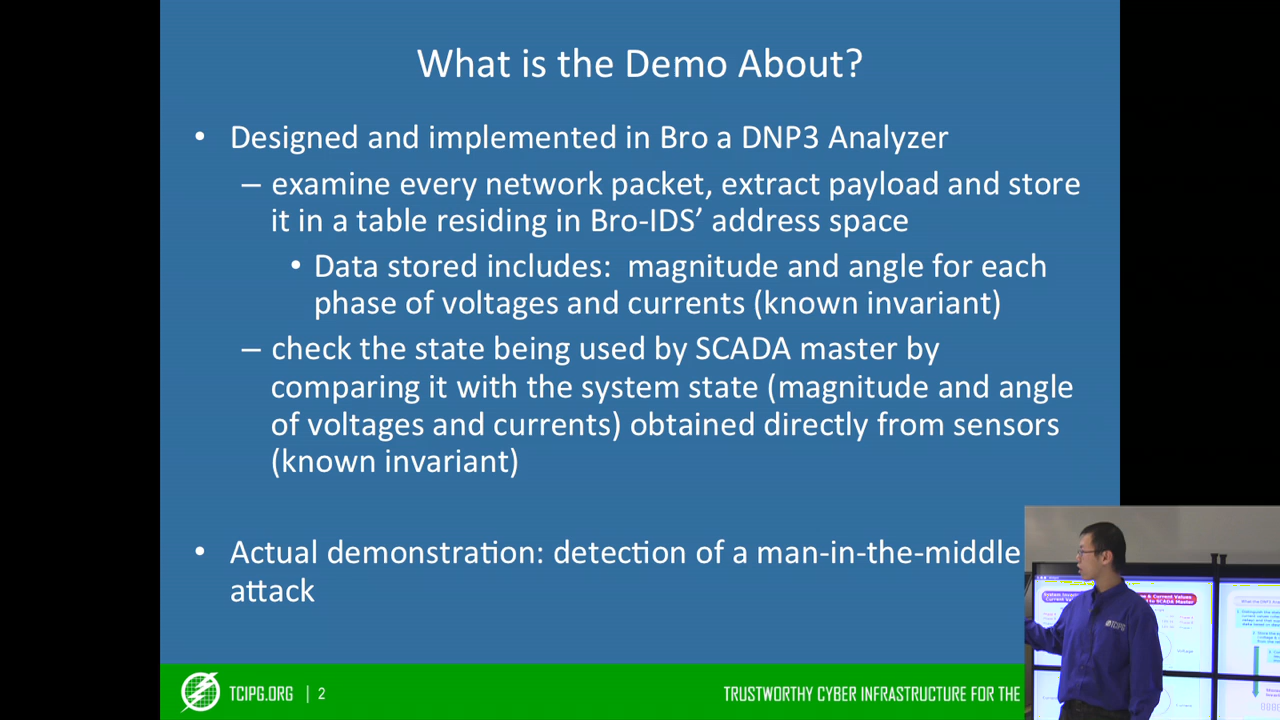 What is the Demo About?
• Designed and implemented in Bro a DNP3 Analyzer
– examine every network packet, extract payload and store
it in a table residing in Bro-IDS’ address space
• Data stored includes: magnitude and angle for each
phase of voltages and currents (known invariant)
– check the state being used by SCADA master by
comparing it with the system state (magnitude and angle
of voltages and currents) obtained directly from sensors
(known invariant)
• Actual demonstration: detection of a man-in-the-middle
attack
TCIPG.ORG | 2
TRUSTWORTHY CYBER INFRASTRUCTURE FOR THE
TCIPG